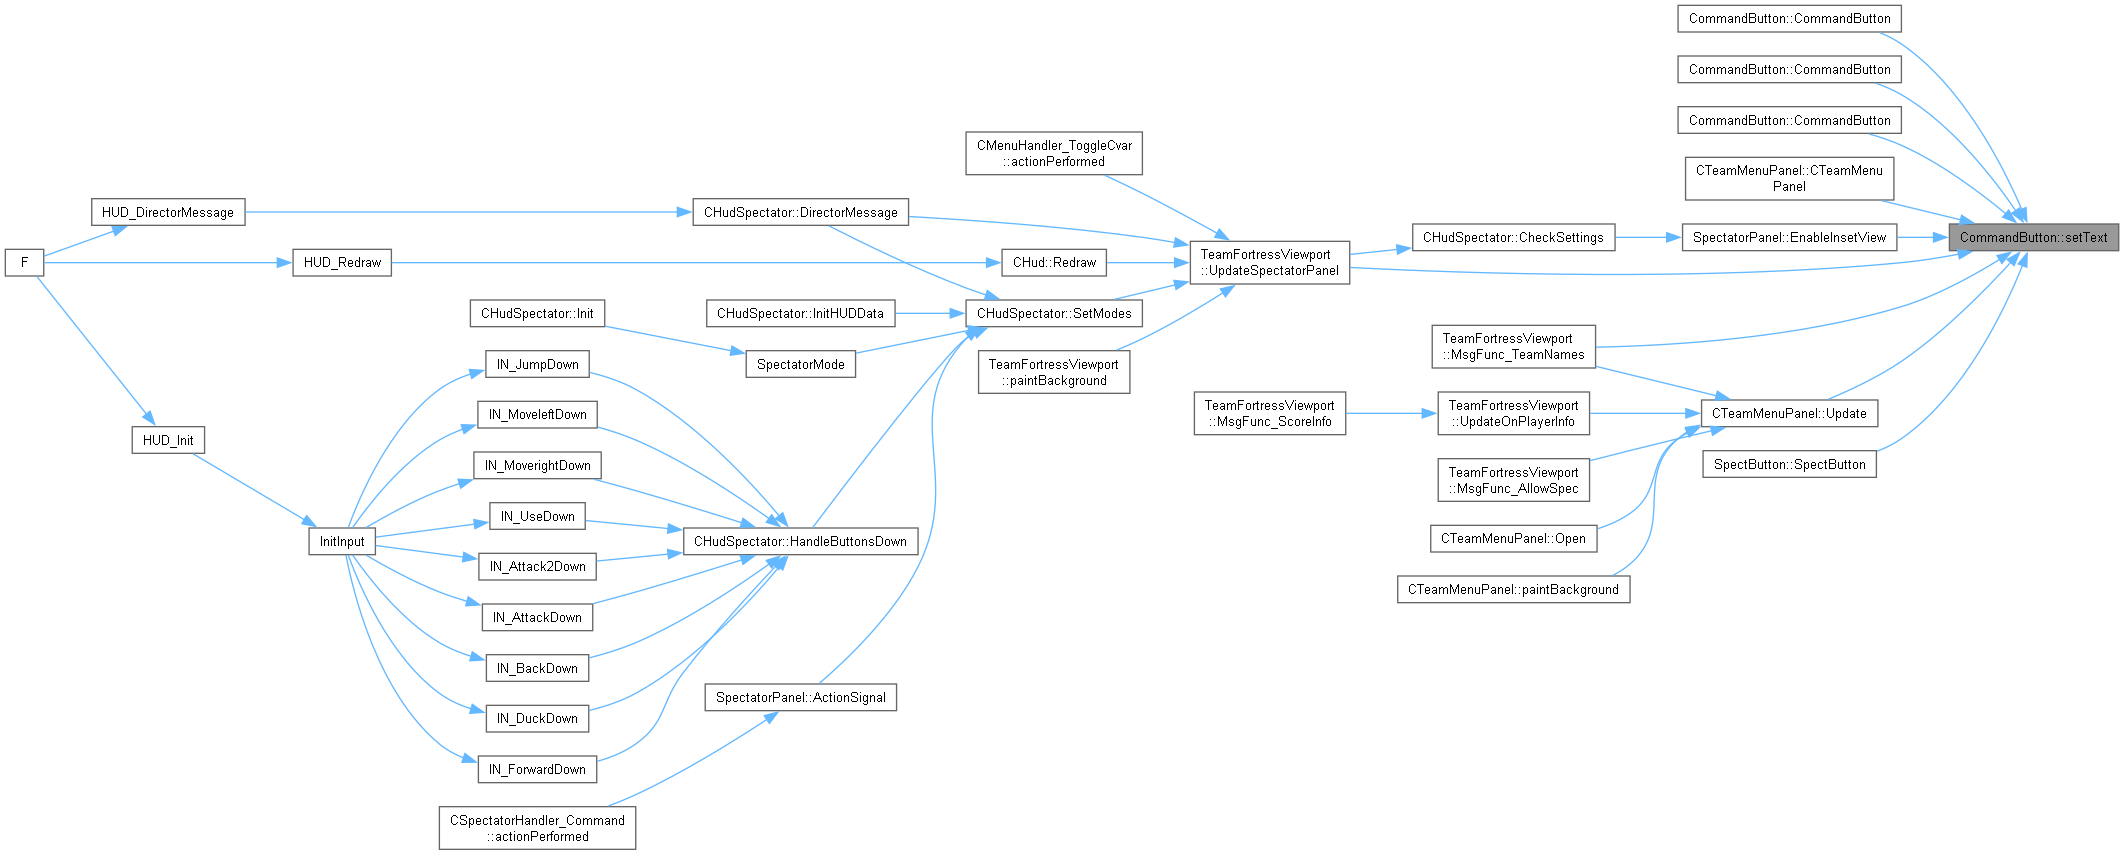 CommandButton::CommandButton
CommandButton::CommandButton
CommandButton::CommandButton
CMenuHandler_ToggleCvar
::actionPerformed
CTeamMenuPanel::CTeamMenu
Panel
HUD_DirectorMessage
CHudSpectator::DirectorMessage
CHudSpectator::CheckSettings
SpectatorPanel::EnableInsetView
CommandButton::setText
F
HUD_Redraw
CHud::Redraw
TeamFortressViewport
::UpdateSpectatorPanel
CHudSpectator::Init
CHudSpectator::InitHUDData
CHudSpectator::SetModes
IN_JumpDown
SpectatorMode
TeamFortressViewport
::paintBackground
TeamFortressViewport
::MsgFunc_TeamNames
IN_MoveleftDown
TeamFortressViewport
::MsgFunc_ScoreInfo
TeamFortressViewport
::UpdateOnPlayerInfo
CTeamMenuPanel::Update
HUD_Init
IN_MoverightDown
TeamFortressViewport
::MsgFunc_AllowSpec
SpectButton::SpectButton
IN_UseDown
InitInput
CHudSpectator::HandleButtonsDown
CTeamMenuPanel::Open
IN_Attack2Down
CTeamMenuPanel::paintBackground
IN_AttackDown
IN_BackDown
SpectatorPanel::ActionSignal
IN_DuckDown
IN_ForwardDown
CSpectatorHandler_Command
::actionPerformed